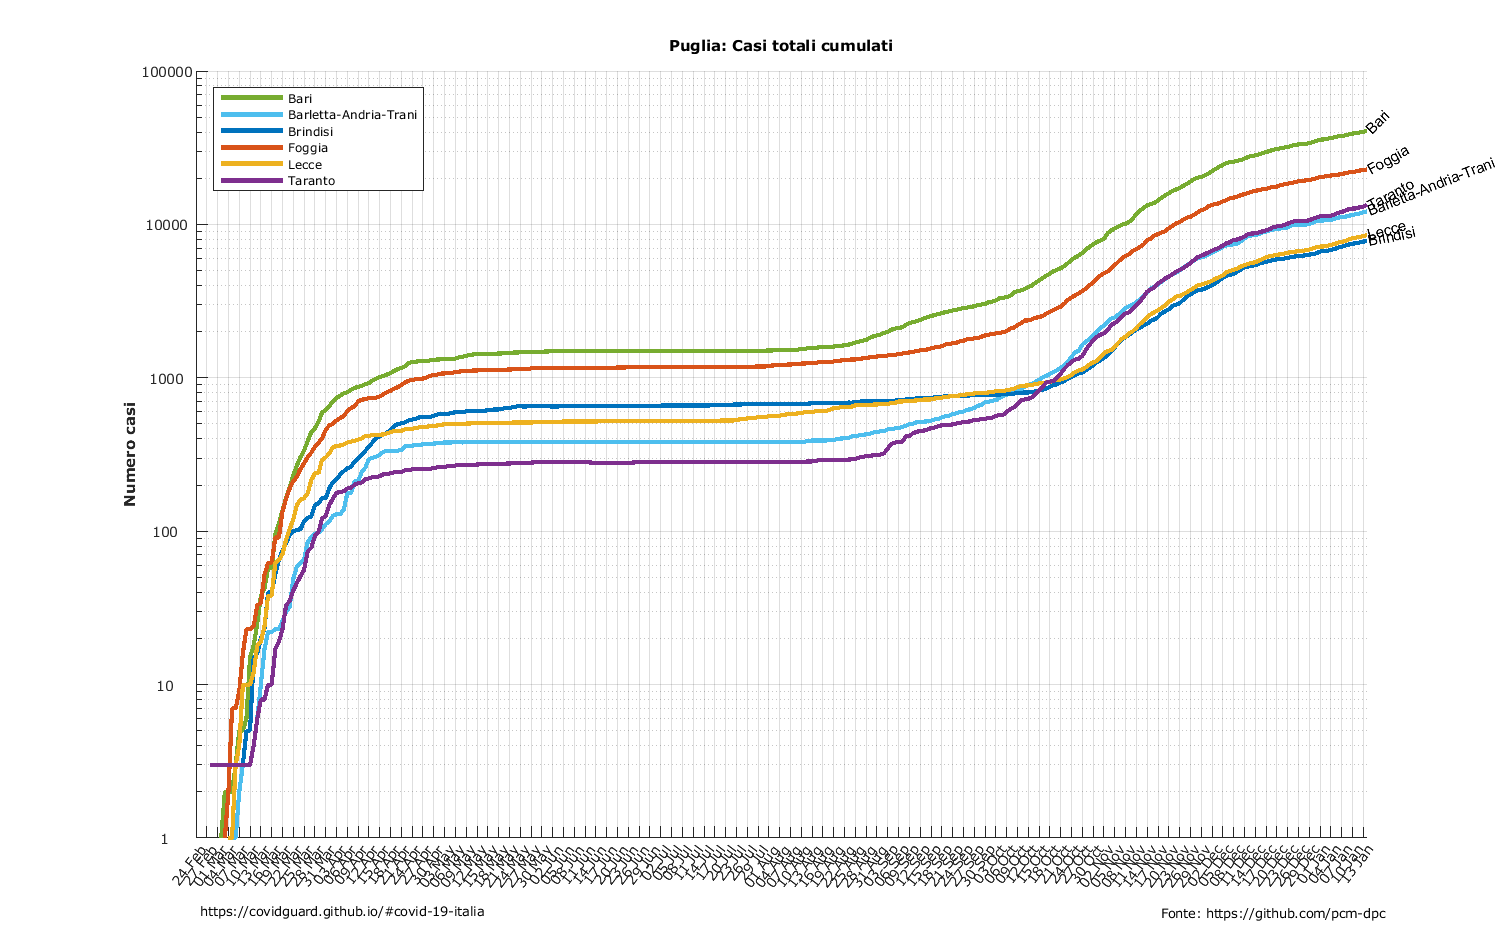 Puglia: Casi totali cumulati
Numero casi
100000
10000
1000
100
10
1
Bari
Barletta-Andria-Trani
Brindisi
Foggia
Lecce
Taranto
Bari
Foggia
Taranto
Barletta-Andria-Trani
Lecce
Brindisi
24 Feb
27 Feb
01 Mar
04 Mar
07 Mar
10 Mar
13 Mar
16 Mar
19 Mar
22 Mar
25 Mar
28 Mar
31 Mar
03 Apr
06 Apr
09 Apr
12 Apr
15 Apr
18 Apr
21 Apr
24 Apr
27 Apr
30 Apr
03 May
06 May
09 May
12 May
15 May
18 May
21 May
24 May
27 May
30 May
02 Jun
05 Jun
08 Jun
11 Jun
14 Jun
17 Jun
20 Jun
23 Jun
26 Jun
29 Jun
02 Jul
05 Jul
08 Jul
11 Jul
14 Jul
17 Jul
20 Jul
23 Jul
26 Jul
29 Jul
01 Aug
04 Aug
07 Aug
10 Aug
13 Aug
16 Aug
19 Aug
22 Aug
25 Aug
28 Aug
31 Aug
03 Sep
06 Sep
09 Sep
12 Sep
15 Sep
18 Sep
21 Sep
24 Sep
27 Sep
30 Sep
03 Oct
06 Oct
09 Oct
12 Oct
15 Oct
18 Oct
21 Oct
24 Oct
27 Oct
30 Oct
02 Nov
05 Nov
08 Nov
11 Nov
14 Nov
17 Nov
20 Nov
23 Nov
26 Nov
29 Nov
02 Dec
05 Dec
08 Dec
11 Dec
14 Dec
17 Dec
20 Dec
23 Dec
26 Dec
29 Dec
01 Jan
04 Jan
07 Jan
10 Jan
13 Jan
https://covidguard.github.io/#covid-19-italia
Fonte: https://github.com/pcm-dpc